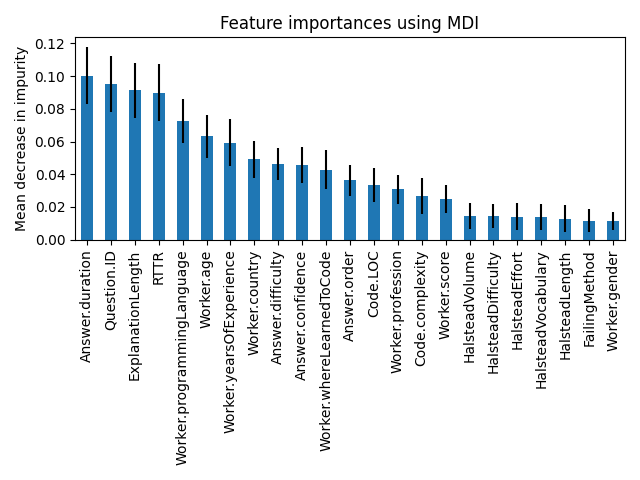 Feature importances using MDI
Mean decrease in impurity
0.12
0.10
0.08
0.06
0.04
0.02
0.00
Answer.duration
Question.ID
ExplanationLength
RTTR
Worker.programmingLanguage
Worker.age
Worker.yearsOfExperience
Worker.country
Answer.difficulty
Answer.confidence
Worker.whereLearnedToCode
Answer.order
Code.LOC
Worker.profession
Code.complexity
Worker.score
HalsteadVolume
HalsteadDifficulty
HalsteadEffort
HalsteadVocabulary
HalsteadLength
FailingMethod
Worker.gender